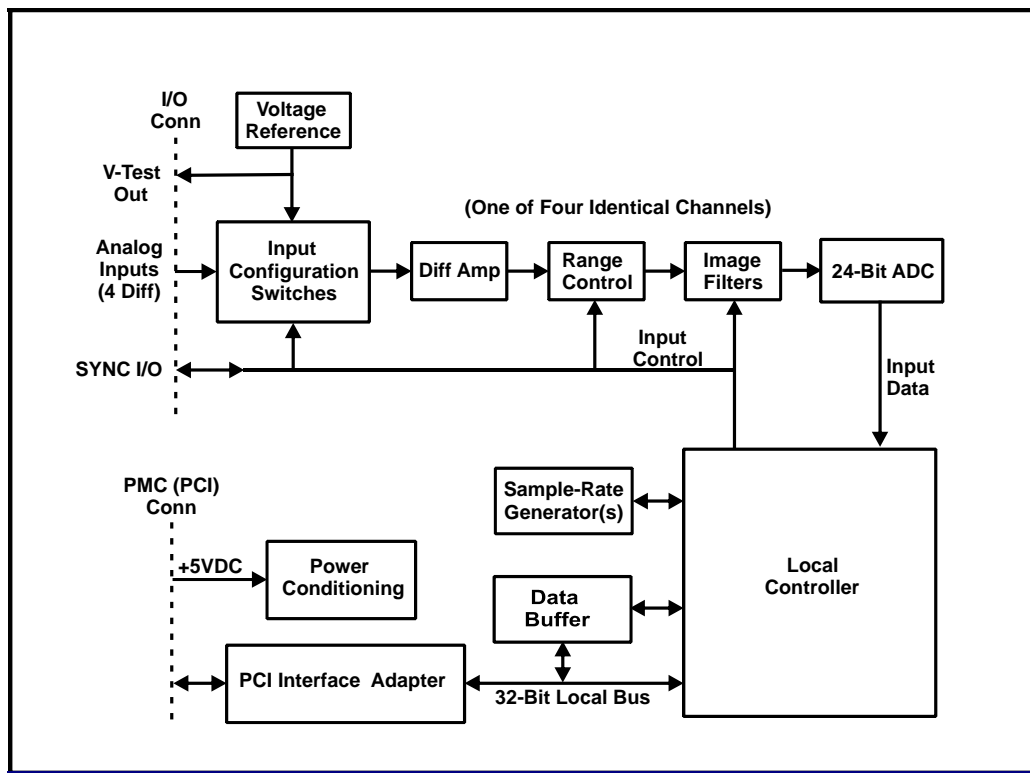 I/O
Conn
Voltage
Reference
V-Test
Out
(One of Four Identical Channels)
Analog
Inputs
(4 Diff)
Input
Configuration
Switches
Diff Amp
Range
Control
Image
Filters
24-Bit ADC
SYNC I/O
Input
Control
Input
Data
PMC (PCI)
Conn
Sample-Rate
Generator(s)
+5VDC
Power
Conditioning
Local
Controller
Data
Buffer
PCI Interface Adapter
32-Bit Local Bus